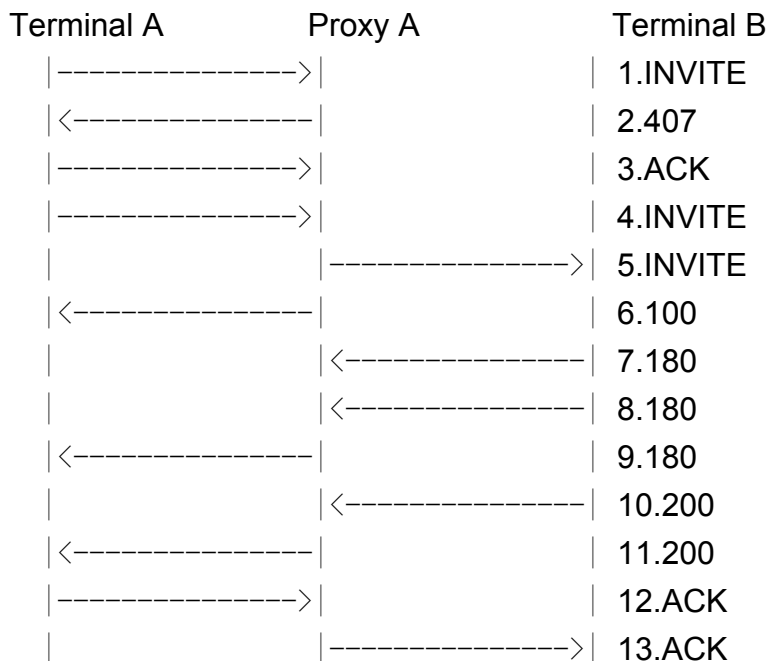 Terminal A Proxy A Terminal B
|--------------->| | 1.INVITE
|<---------------| | 2.407
|--------------->| | 3.ACK
|--------------->| | 4.INVITE
| |--------------->| 5.INVITE
|<---------------| | 6.100
| |<---------------| 7.180
| |<---------------| 8.180
|<---------------| | 9.180
| |<---------------| 10.200
|<---------------| | 11.200
|--------------->| | 12.ACK
| |--------------->| 13.ACK